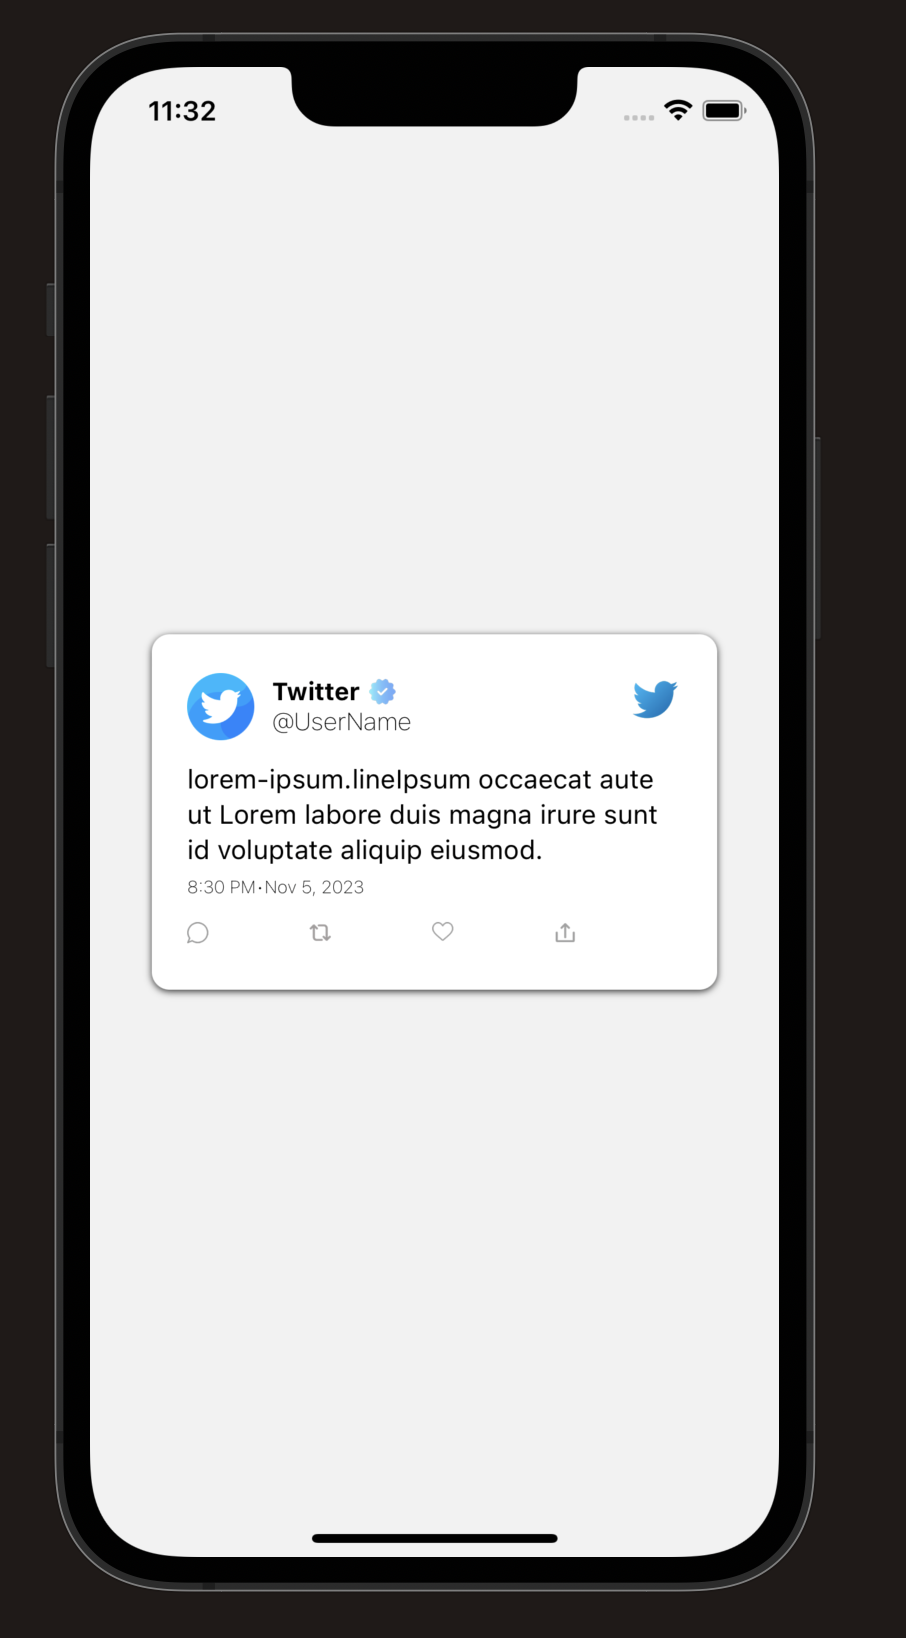 11:32
Twitter
@UserName
lorem-ipsum.lineIpsum occaecat aute
ut Lorem labore duis magna irure sunt
id voluptate aliquip eiusmod.
8:30 PM·Nov 5, 2023